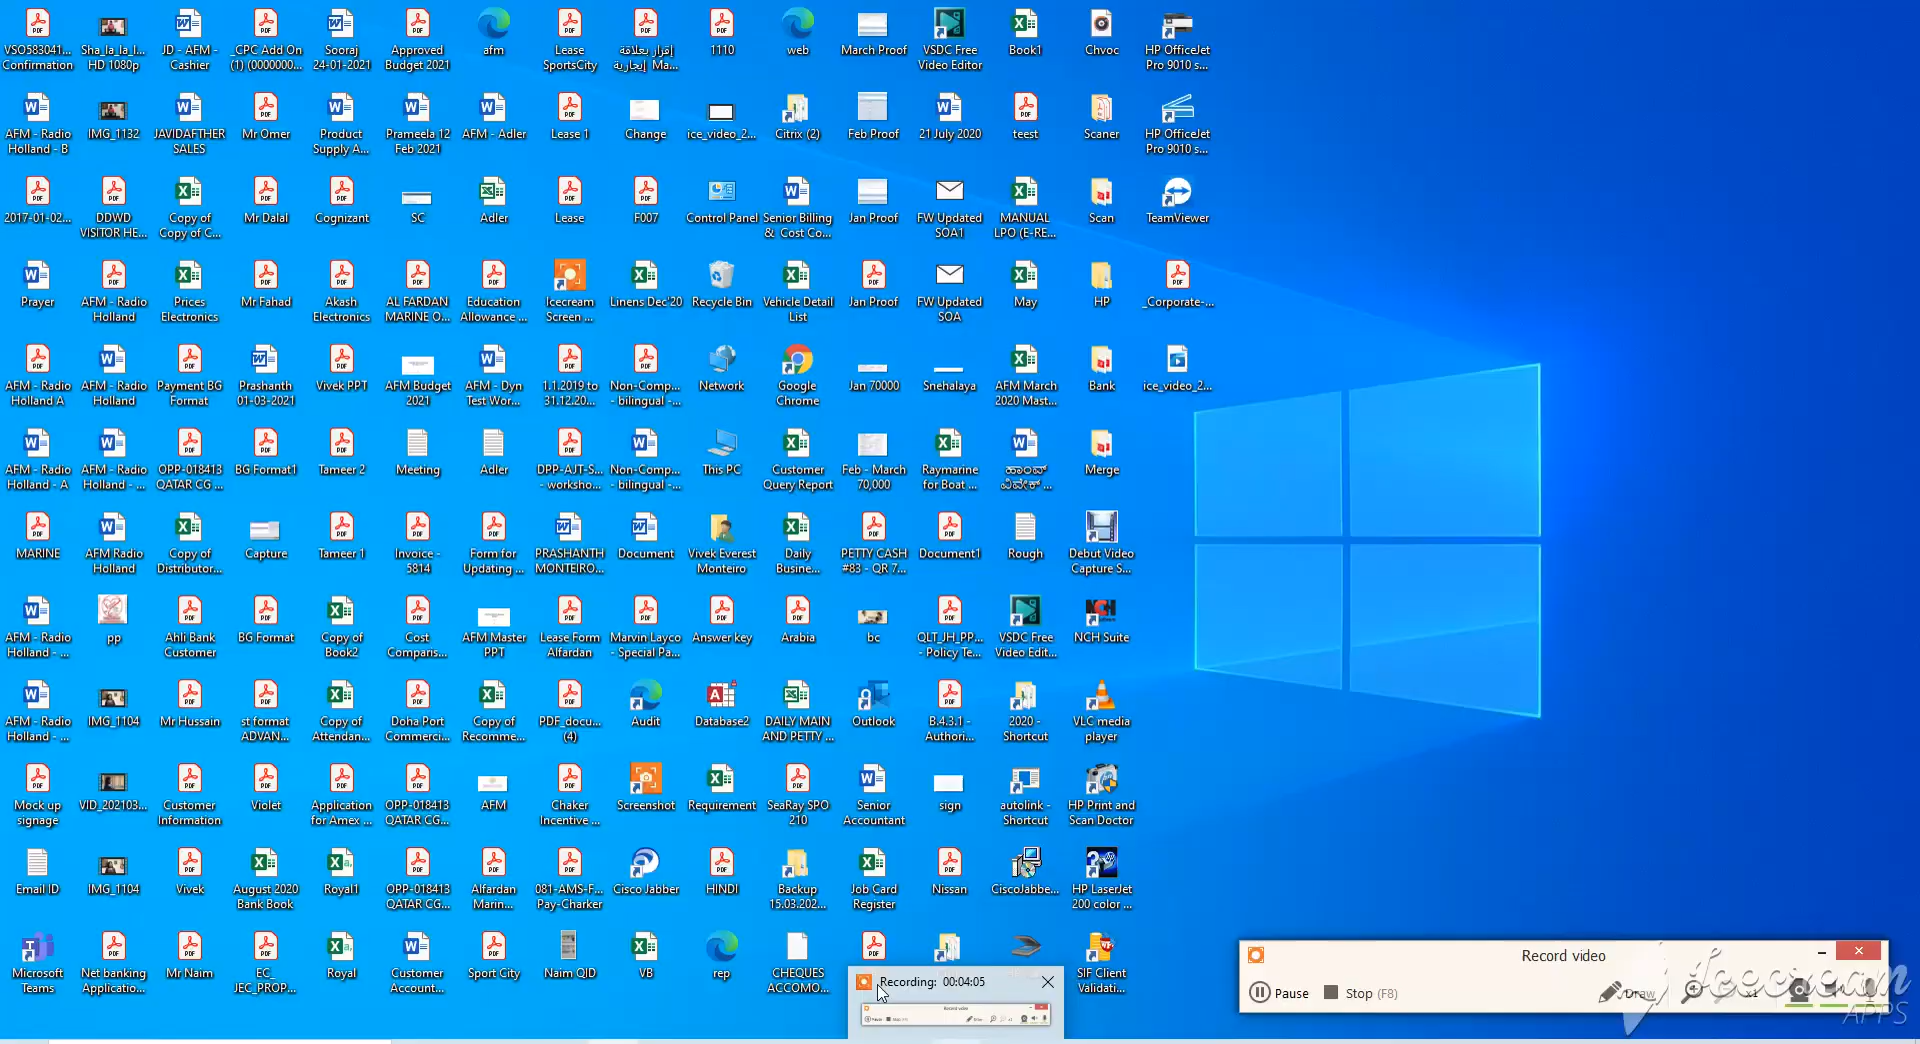 VSO583041...
Confirmation
Sha_la_la_l...
HD 1080p
JD - AFM -
Cashier
_CPC Add On
(1) (0000000...
Sooraj
24-01-2021
Approved
Budget 2021
afm
Lease
SportsCity
إقرار بعلاقة
إيجارية Ma...
1110
web
March Proof
VSDC Free
Video Editor
Book1
Chvoc
HP OfficeJet
Pro 9010 s...
AFM - Radio
Holland - B
IMG_1132
JAVIDAFTHER
SALES
Mr Omer
Product
Supply A...
Prameela 12
Feb 2021
AFM - Adler
Lease 1
Change
ice_video_2...
Citrix (2)
Feb Proof
21 July 2020
teest
Scaner
HP OfficeJet
Pro 9010 s...
2017-01-02...
DDWD
VISITOR HE...
Copy of
Copy of C...
Mr Dalal
Cognizant
SC
Adler
Lease
F007
Control Panel
Senior Billing
& Cost Co...
Jan Proof
FW Updated
SOA1
MANUAL
LPO (E-RE...
Scan
TeamViewer
Prayer
AFM - Radio
Holland
Prices
Electronics
Mr Fahad
Akash
Electronics
AL FARDAN
MARINE O...
Education
Allowance ...
Icecream
Screen ...
Linens Dec'20
Recycle Bin
Vehicle Detail
List
Jan Proof
FW Updated
SOA
May
HP
_Corporate-...
AFM - Radio
Holland A
AFM - Radio
Holland
Payment BG
Format
Prashanth
01-03-2021
Vivek PPT
AFM Budget
2021
AFM - Dyn
Test Wor...
1.1.2019 to
31.12.20...
Non-Comp...
- bilingual -...
Network
Google
Chrome
Jan 70000
Snehalaya
AFM March
2020 Mast...
Bank
ice_video_2...
AFM - Radio
Holland - A
AFM - Radio
Holland - ...
OPP-018413
QATAR CG ...
BG Format1
Tameer 2
Meeting
Adler
DPP-AJT-S...
- worksho...
Non-Comp...
- bilingual -...
This PC
Customer
Query Report
Feb - March
70,000
Raymarine
for Boat ...
ವಿವೇಕ್ ...
Merge
MARINE
AFM Radio
Holland
Copy of
Distributor...
Capture
Tameer 1
Invoice -
5814
Form for
Updating ...
PRASHANTH
MONTEIRO...
Document
Vivek Everest
Monteiro
Daily
Busine...
PETTY CASH
#83 - QR 7...
Document1
Rough
Debut Video
Capture S...
AFM - Radio
Holland - ...
pp
Ahli Bank
Customer
BG Format
Copy of
Book2
Cost
Comparis...
AFM Master
PPT
Lease Form
Alfardan
Marvin Layco
- Special Pa...
Answer key
Arabia
bc
QLT_JH_PP...
- Policy Te...
VSDC Free
Video Edit...
NCH Suite
AFM - Radio
Holland - ...
IMG_1104
Mr Hussain
st format
ADVAN...
Copy of
Attendan...
Doha Port
Commerci...
Copy of
Recomme...
PDF_docu...
(4)
Audit
Database2
DAILY MAIN
AND PETTY ...
Outlook
B.4.3.1 -
Authori...
2020 -
Shortcut
VLC media
player
Mock up
signage
VID_202103...
Customer
Information
Violet
Application
for Amex ...
OPP-018413
QATAR CG...
AFM
Chaker
Incentive ...
Screenshot
Requirement
SeaRay SPO
210
Senior
Accountant
sign
autolink -
Shortcut
HP Print and
Scan Doctor
Email ID
IMG_1104
Vivek
August 2020
Bank Book
Royal1
OPP-018413
QATAR CG...
Alfardan
Marin...
081-AMS-F...
Pay-Charker
Cisco Jabber
HINDI
Backup
15.03.202...
Job Card
Register
Nissan
CiscoJabbe...
HP LaserJet
200 color ...
Microsoft
Teams
Net banking
Applicatio...
Mr Naim
EC_
JEC_PROP...
Royal
Customer
Account...
Sport City
Naim QID
VB
rep
CHEQUES
ACCOMO...
SIF Client
Validati...
Recording: 00:04:05
Record video
Pause
Stop (F8)
Draw
x1
Icecream
APPS